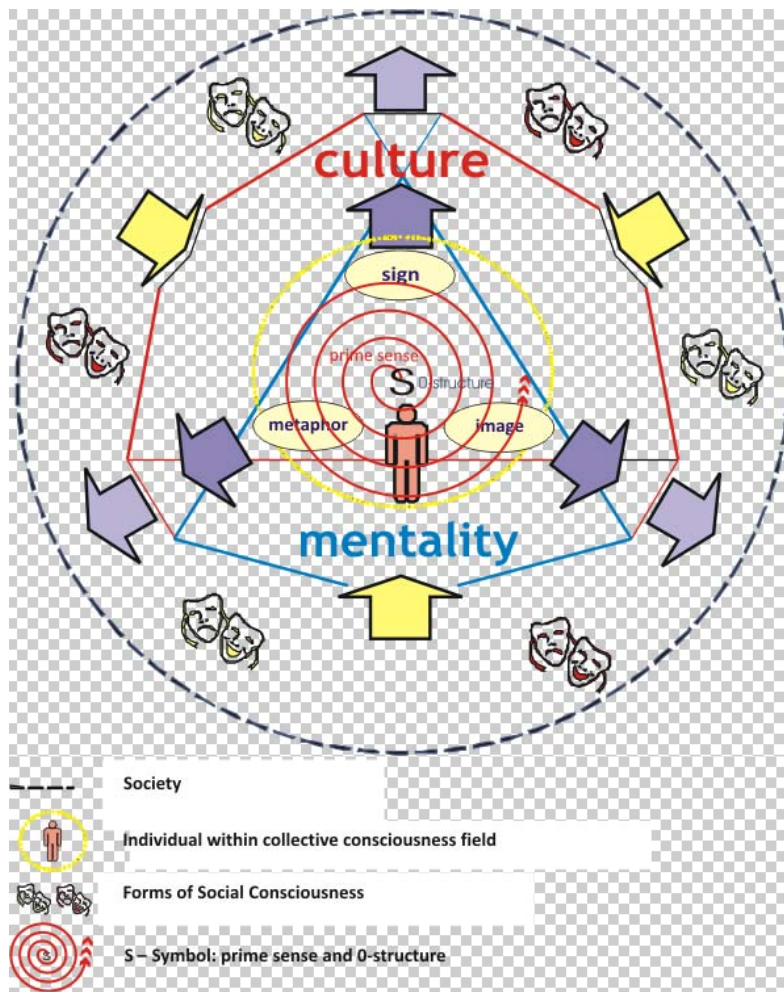 culture
sign
prime sense
S 0-structure
metaphor
image
mentality
Society
Individual within collective consciousness field
Forms of Social Consciousness
S
S – Symbol: prime sense and 0-structure